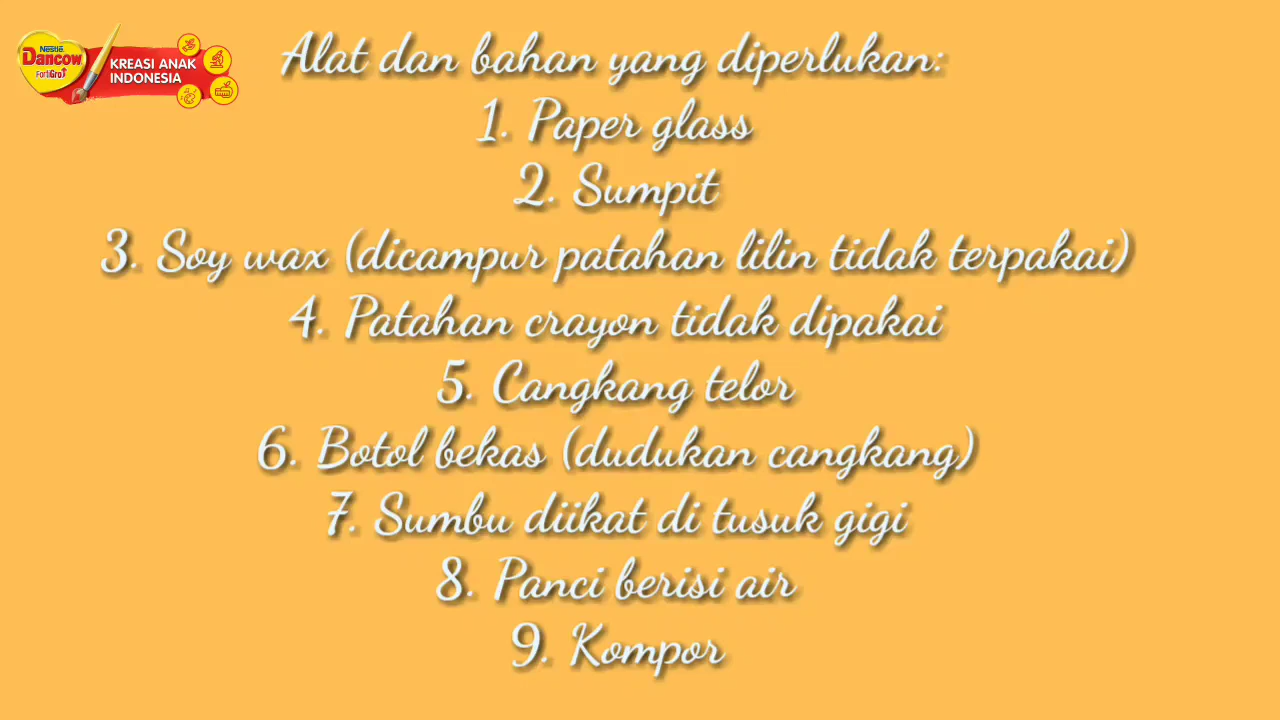 Nestlé.
Dancow
FortiGro
KREASI ANAK
INDONESIA
Alat dan bahan yang diperlukan:
1. Paper glass
2. Sumpit
3. Soy wax (dicampur patahan lilin tidak terpakai)
4. Patahan crayon tidak dipakai
5. Cangkang telor
6. Botol bekas (dudukan cangkang)
7. Sumbu diikat di tusuk gigi
8. Panci berisi air
9. Kompor